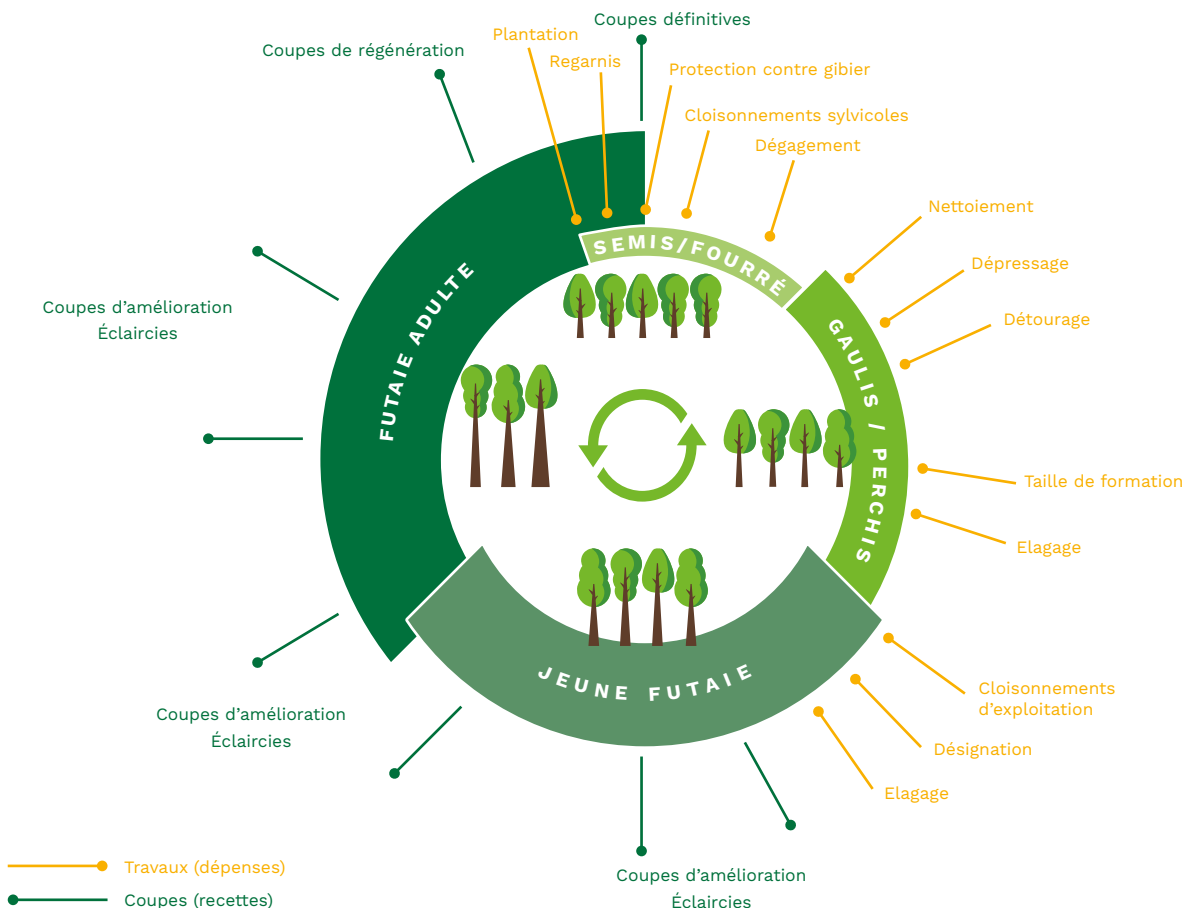 Coupes définitives
Plantation
Coupes de régénération
Regarnis
Protection contre gibier
Cloisonnements sylvicoles
Dégagement
Nettoiement
Dépressage
Détourage
Taille de formation
Elagage
Cloisonnements
d'exploitation
Désignation
Elagage
Coupes d'amélioration
Éclaircies
Coupes d'amélioration
Éclaircies
Coupes d'amélioration
Éclaircies
SEMIS/FOURRÉ
GAULIS / PERCHIS
JEUNE FUTAIE
FUTAIE ADULTE
Travaux (dépenses)
Coupes (recettes)